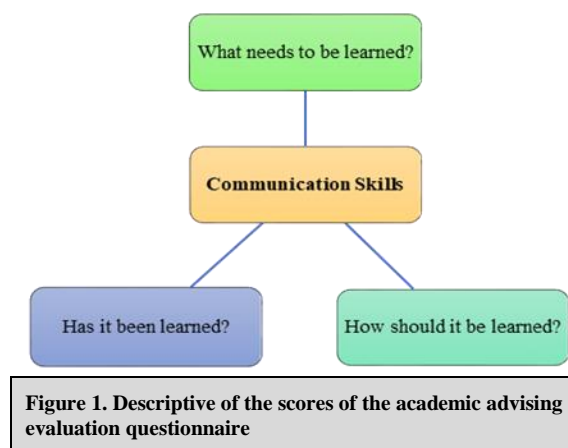 What needs to be learned?
Communication Skills
Has it been learned?
How should it be learned?
Figure 1. Descriptive of the scores of the academic advising
evaluation questionnaire